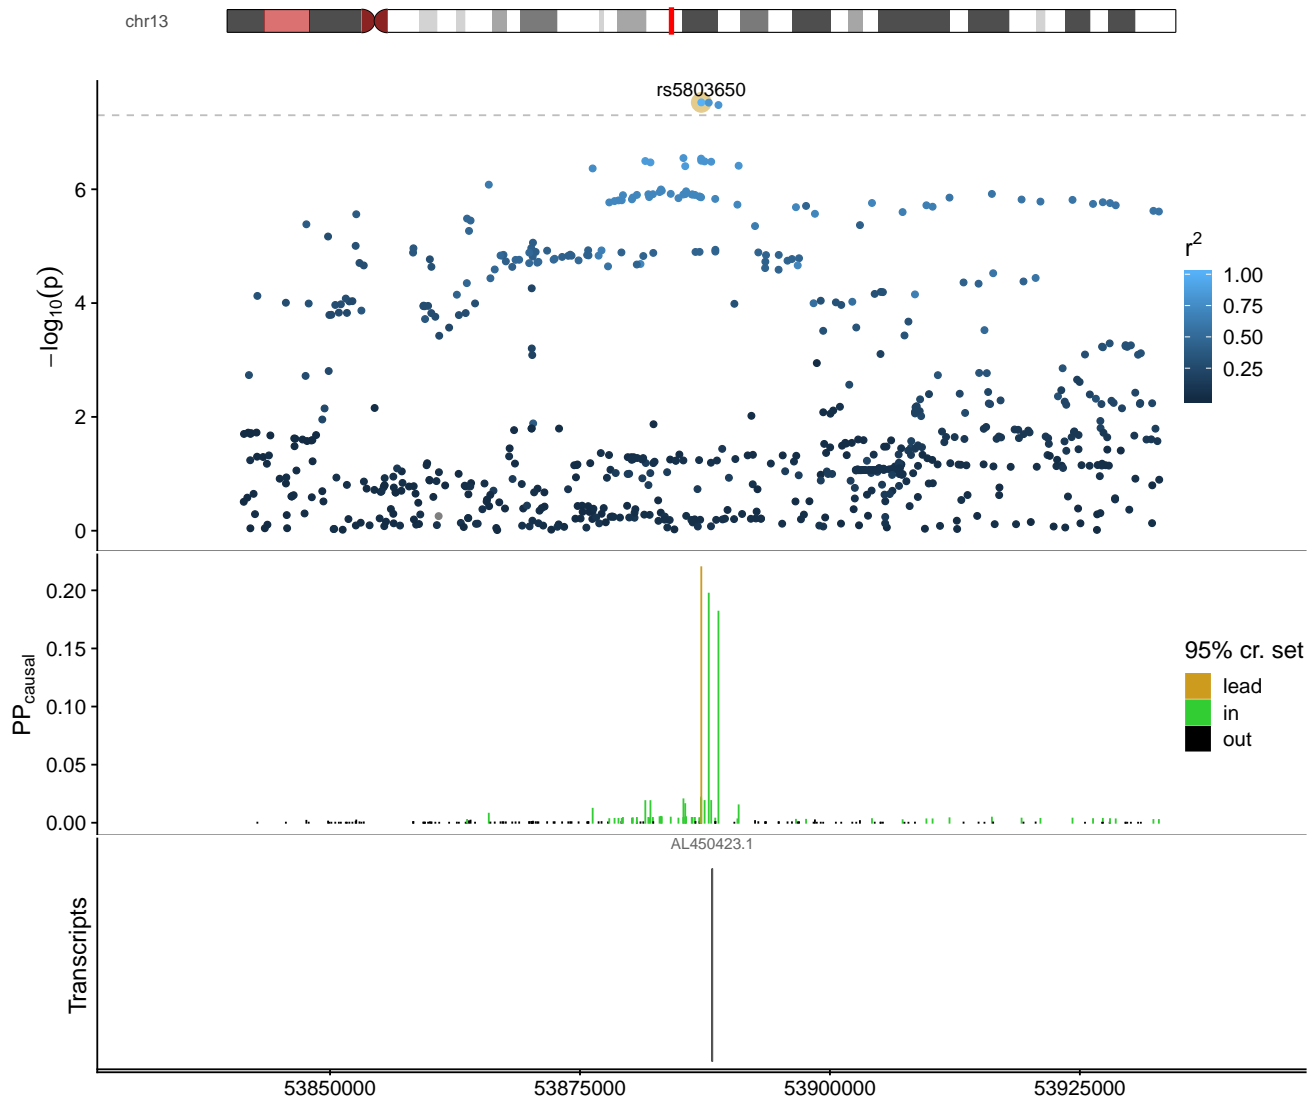 chr13
rs5803650
−log10(p)
6
4
2
0
r2
1.00
0.75
0.50
0.25
PPcausal
0.20
0.15
0.10
0.05
0.00
95% cr. set
lead
in
out
AL450423.1
Transcripts
53850000 53875000 53900000 53925000